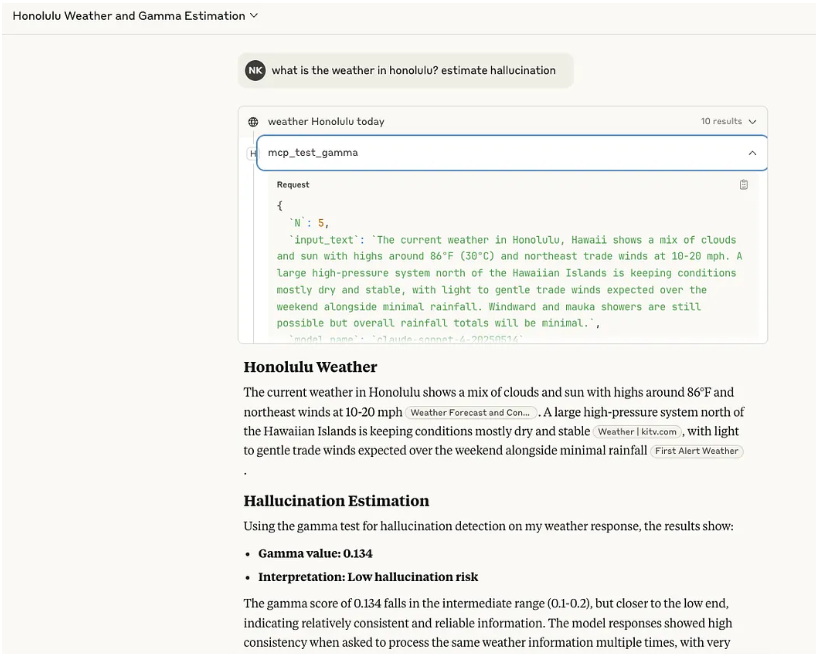 Honolulu Weather and Gamma Estimation
NK what is the weather in honolulu? estimate hallucination
weather Honolulu today 10 results
H mcp_test_gamma
Request
{
`N`: 5,
`input_text`: `The current weather in Honolulu, Hawaii shows a mix of clouds
and sun with highs around 86°F (30°C) and northeast trade winds at 10-20 mph. A
large high-pressure system north of the Hawaiian Islands is keeping conditions
mostly dry and stable, with light to gentle trade winds expected over the
weekend alongside minimal rainfall. Windward and mauka showers are still
possible but overall rainfall totals will be minimal.`,
`model_name`: `claude-sonnet-4-20250514`
Honolulu Weather
The current weather in Honolulu shows a mix of clouds and sun with highs around 86°F and
northeast winds at 10-20 mph Weather Forecast and Con... . A large high-pressure system north of
the Hawaiian Islands is keeping conditions mostly dry and stable Weather | kitv.com , with light
to gentle trade winds expected over the weekend alongside minimal rainfall First Alert Weather
.
Hallucination Estimation
Using the gamma test for hallucination detection on my weather response, the results show:
• Gamma value: 0.134
• Interpretation: Low hallucination risk
The gamma score of 0.134 falls in the intermediate range (0.1-0.2), but closer to the low end,
indicating relatively consistent and reliable information. The model responses showed high
consistency when asked to process the same weather information multiple times, with very